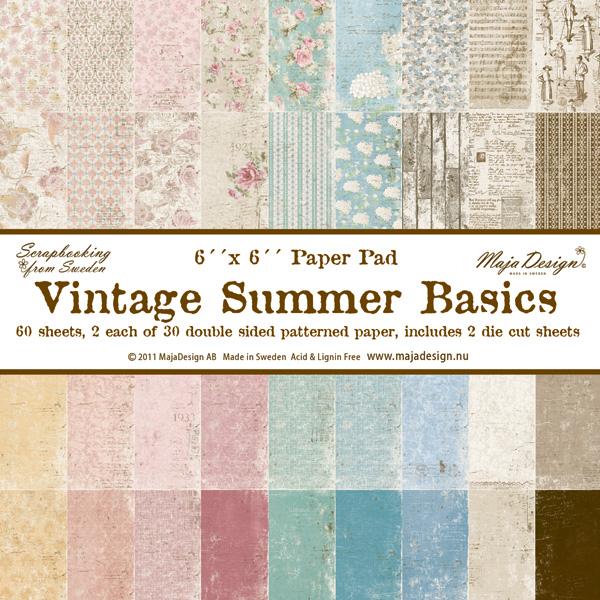 1921
Scrapbooking
from Sweden
6´´x 6´´ Paper Pad
Maja Design
MADE IN SWEDEN
Vintage Summer Basics
60 sheets, 2 each of 30 double sided patterned paper, includes 2 die cut sheets
© 2011 MajaDesign AB Made in Sweden Acid & Lignin Free www.majadesign.nu
1933